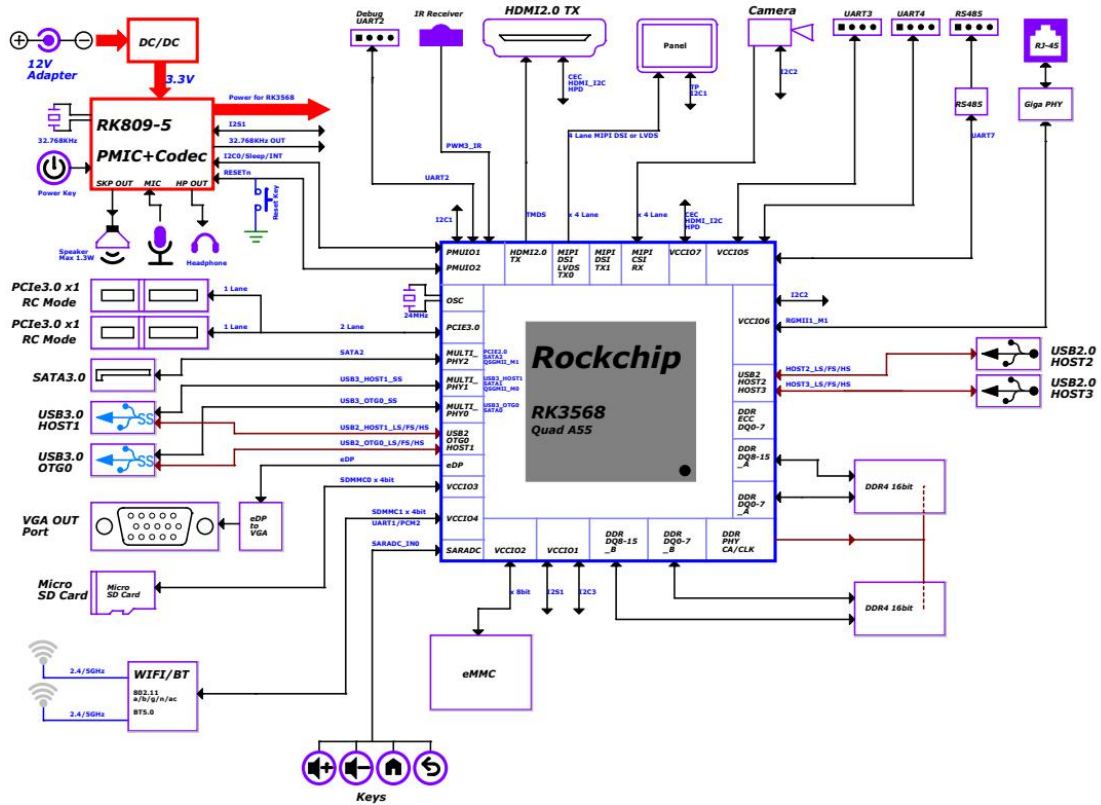 Debug
UART2
IR Receiver
HDMI2.0 TX
Camera
UART3
UART4
RS485
12V
Adapter
DC/DC
3.3V
Panel
RJ-45
CEC
HDMI_I2C
HPD
TP
I2C1
I2C2
RS485
Giga PHY
Power for RK3568
RK809-5
PMIC+Codec
I2S1
32.768KHz OUT
I2C0/Sleep/INT
RESETn
32.768KHz
Power Key
SKP OUT
MIC
HP OUT
Reset Key
PWM3_IR
UART2
4 Lane MIPI DSI or LVDS
UART7
Speaker
Max 1.3W
Headphone
I2C1
TMDS
x 4 Lane
x 4 Lane
CEC
HDMI_I2C
HPD
PMUIO1
PMUIO2
HDMI2.0
TX
MIPI
DSI
LVDS
TX0
MIPI
DSI
TX1
MIPI
CSI
RX
VCCIO7
VCCIO5
PCIe3.0 x1
RC Mode
1 Lane
PCIe3.0 x1
RC Mode
1 Lane
2 Lane
24MHz
OSC
PCIE3.0
VCCIO6
I2C2
RGMII1_M1
SATA3.0
SATA2
MULTI_
PHY2
PCIE2.0
SATA2
QSGMII_M1
USB3_HOST1_SS
MULTI_
PHY1
USB3_HOST1
SATA1
QSGMII_M0
USB3_OTG0_SS
MULTI_
PHY0
USB3_OTG0
SATA0
USB3.0
HOST1
SS
USB2_HOST1_LS/FS/HS
USB2
OTG0
HOST1
USB3.0
OTG0
SS
USB2_OTG0_LS/FS/HS
Rockchip
RK3568
Quad A55
USB2
HOST2
HOST3
HOST2_LS/FS/HS
HOST3_LS/FS/HS
USB2.0
HOST2
USB2.0
HOST3
DDR
ECC
DQ0-7
DDR
DQ8-15
_A
DDR
DQ0-7
_A
DDR4 16bit
eDP
eDP
SDMMC0 x 4bit
VCCIO3
VGA OUT
Port
eDP
to
VGA
SDMMC1 x 4bit
UART1/PCM2
VCCIO4
SARADC_IN0
SARADC
VCCIO2
VCCIO1
DDR
DQ8-15
_B
DDR
DQ0-7
_B
DDR
PHY
CA/CLK
Micro
SD Card
Micro
SD Card
x 8bit
I2S1
I2C3
DDR4 16bit
eMMC
2.4/5GHz
2.4/5GHz
WIFI/BT
802.11
a/b/g/n/ac
BT5.0
Keys